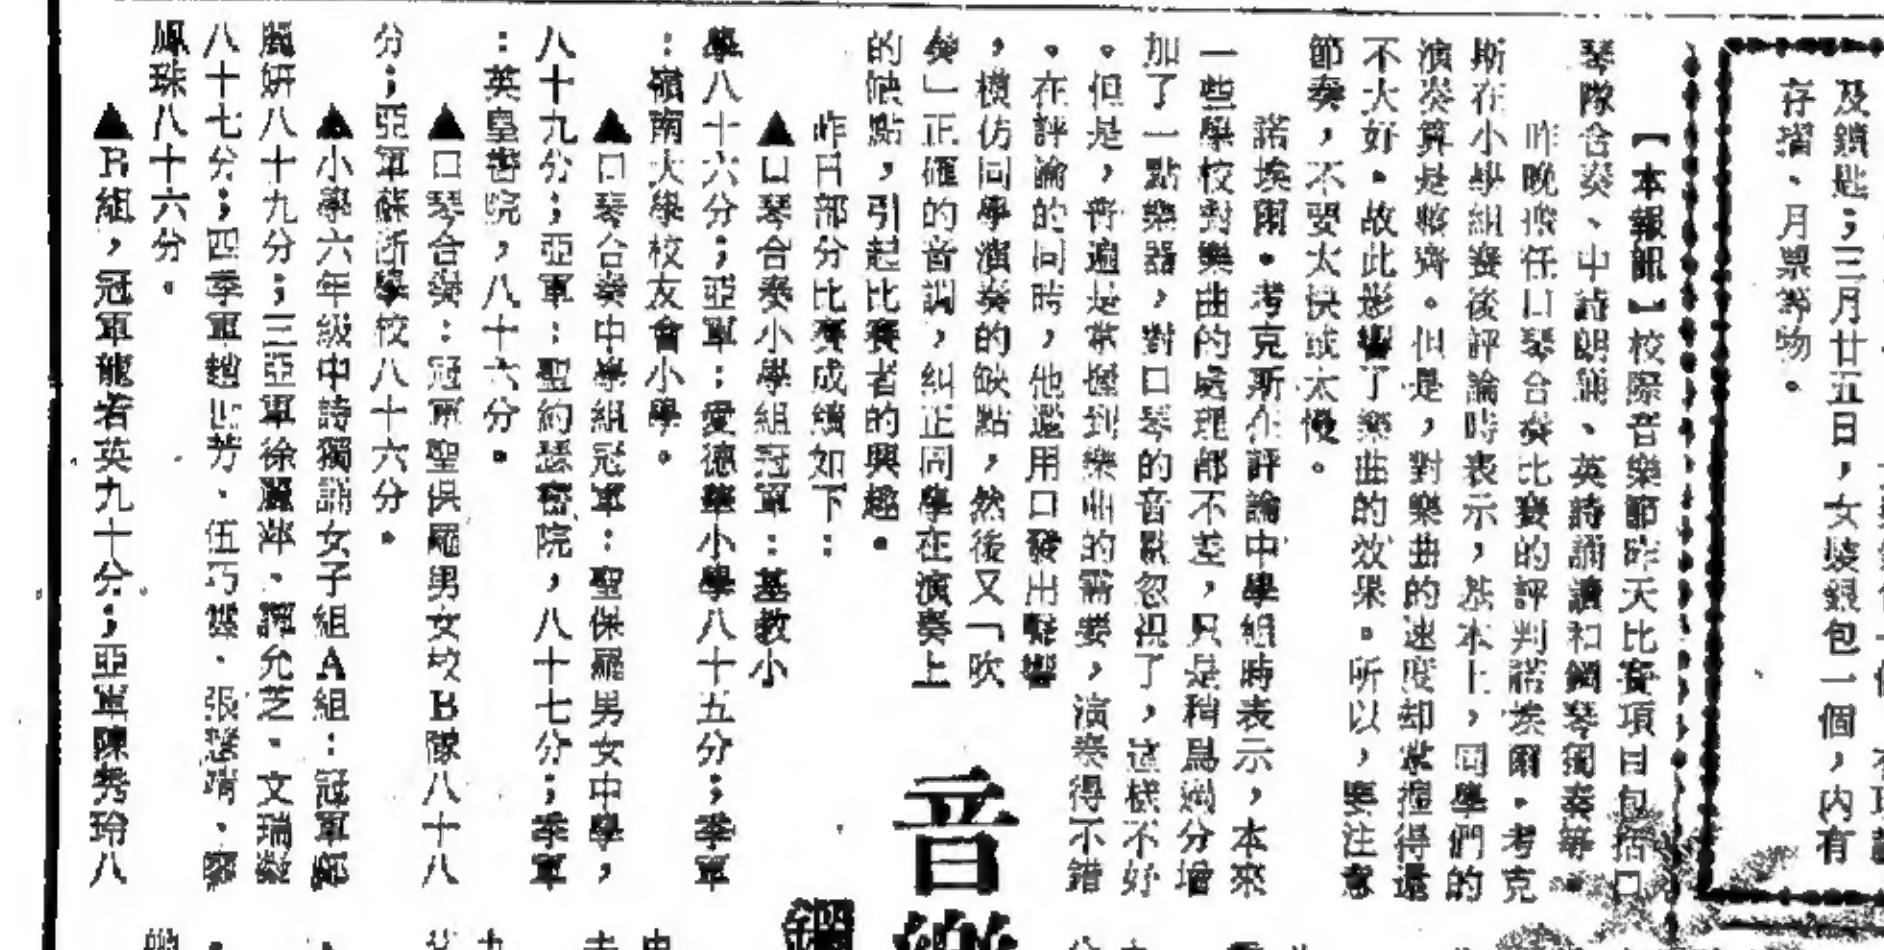 及鎖匙；三月廿五日，女裝銀包一個，內有
存摺、月票等物。
【本報訊】校際音樂節昨天比賽項目包括口
琴隊合奏、中詩朗誦、英詩誦讀和鋼琴獨奏等。
昨晚擔任口琴合奏比賽的評判諾埃爾·考克
斯在小學組賽後評論時表示，基本上，同學們的
演奏算是整齊。但是，對樂曲的速度却掌握得還
不大好。故此影響了樂曲的效果。所以，要注意
節奏，不要太快或太慢。
諾埃爾·考克斯在評論中學組時表示，本來
一些學校對樂曲的處理都不差，只是稍爲過分增
加了一點樂器，對口琴的音點忽視了，這樣不好
。但是，普遍是掌握到樂曲的需要，演奏得不錯
。在評論的同時，他還用口發出聲響
，模仿同學演奏的缺點，然後又「吹
奏」正確的音調，糾正同學在演奏上
的缺點，引起比賽者的興趣。
昨日部分比賽成績如下：
▲口琴合奏小學組冠軍：基教小
學八十六分；亞軍：愛德華小學八十五分；季軍
：嶺南大學校友會小學。
▲口琴合奏中學組冠軍：聖保羅男女中學，
八十九分；亞軍：聖約瑟書院，八十七分；季軍
：英皇書院，八十六分。
▲口琴合奏：冠軍聖保羅男女校B隊八十八
分；亞軍蘇浙學校八十六分。
▲小學六年級中詩獨誦女子組A組：冠軍鄭
麗妍八十九分；三亞軍徐麗萍、譚允芝、文瑞
八十七分；四季軍趙世芳、伍巧、張慧晴、
鳳珠八十六分。
▲B組，冠軍龍若英九十分；亞軍陳秀玲八
音樂
鋼